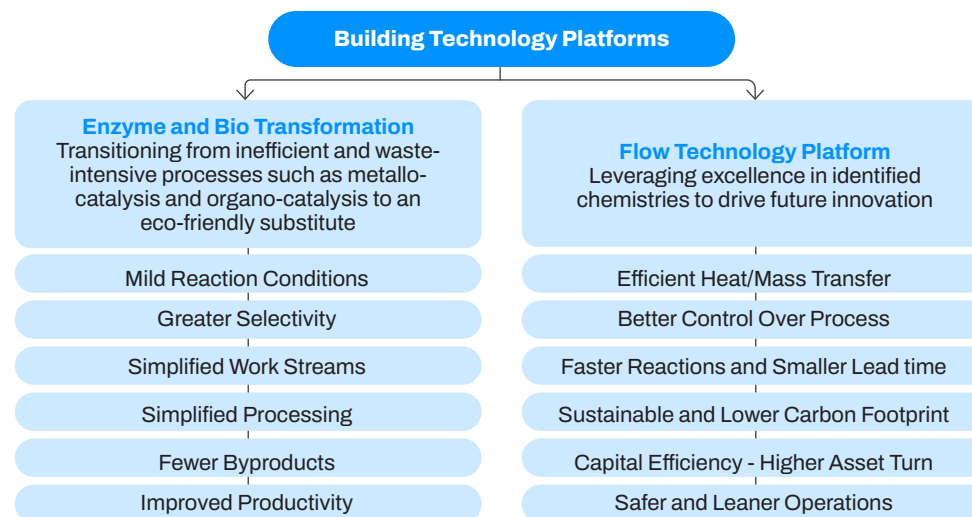 Building Technology Platforms
Enzyme and Bio Transformation
Transitioning from inefficient and waste-
intensive processes such as metallo-
catalysis and organo-catalysis to an
eco-friendly substitute
Mild Reaction Conditions
Greater Selectivity
Simplified Work Streams
Simplified Processing
Fewer Byproducts
Improved Productivity
Flow Technology Platform
Leveraging excellence in identified
chemistries to drive future innovation
Efficient Heat/Mass Transfer
Better Control Over Process
Faster Reactions and Smaller Lead time
Sustainable and Lower Carbon Footprint
Capital Efficiency - Higher Asset Turn
Safer and Leaner Operations